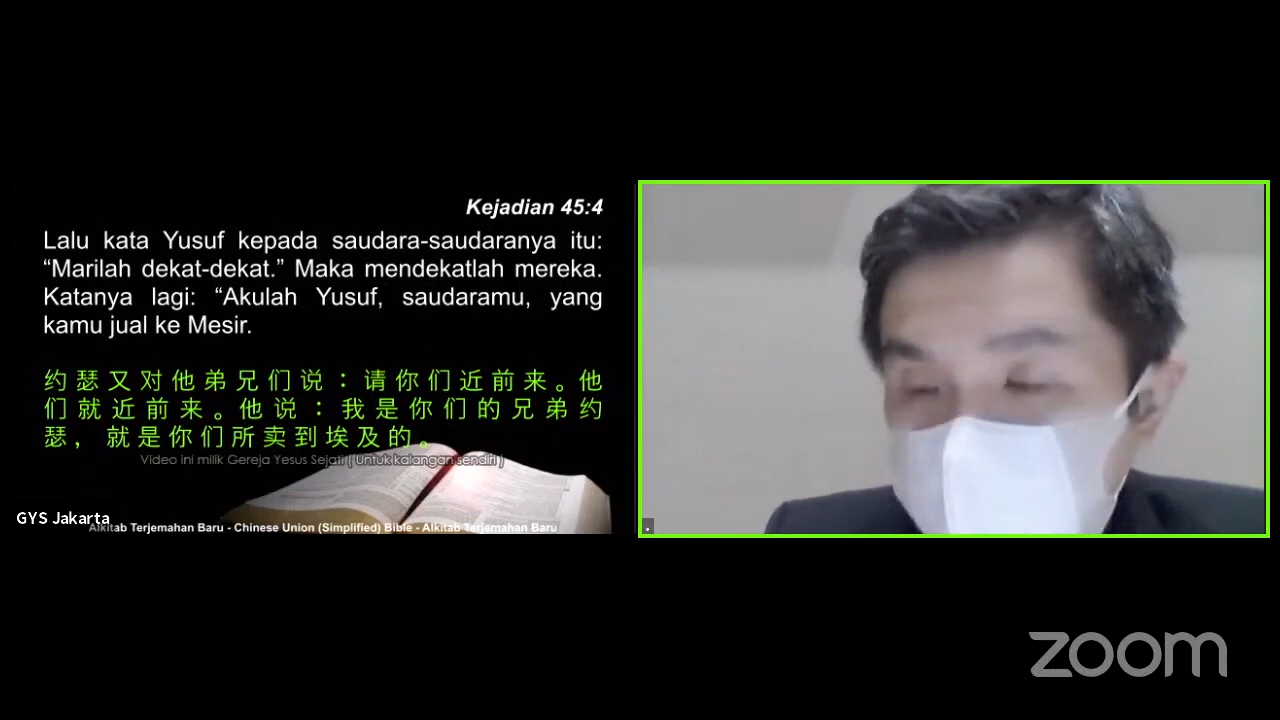 Kejadian 45:4
Lalu kata Yusuf kepada saudara-saudaranya itu:
“Marilah dekat-dekat.” Maka mendekatlah mereka.
Katanya lagi: “Akulah Yusuf, saudaramu, yang
kamu jual ke Mesir.
约瑟又对他弟兄们说：请你们近前来。他
们就近前来。他说：我是你们的兄弟约
瑟，就是你们所卖到埃及的。
Video ini milik Gereja Yesus Sejati ( Untuk kalangan sendiri )
GYS Jakarta
Alkitab Terjemahan Baru - Chinese Union (Simplified) Bible - Alkitab Terjemahan Baru
.
zoom